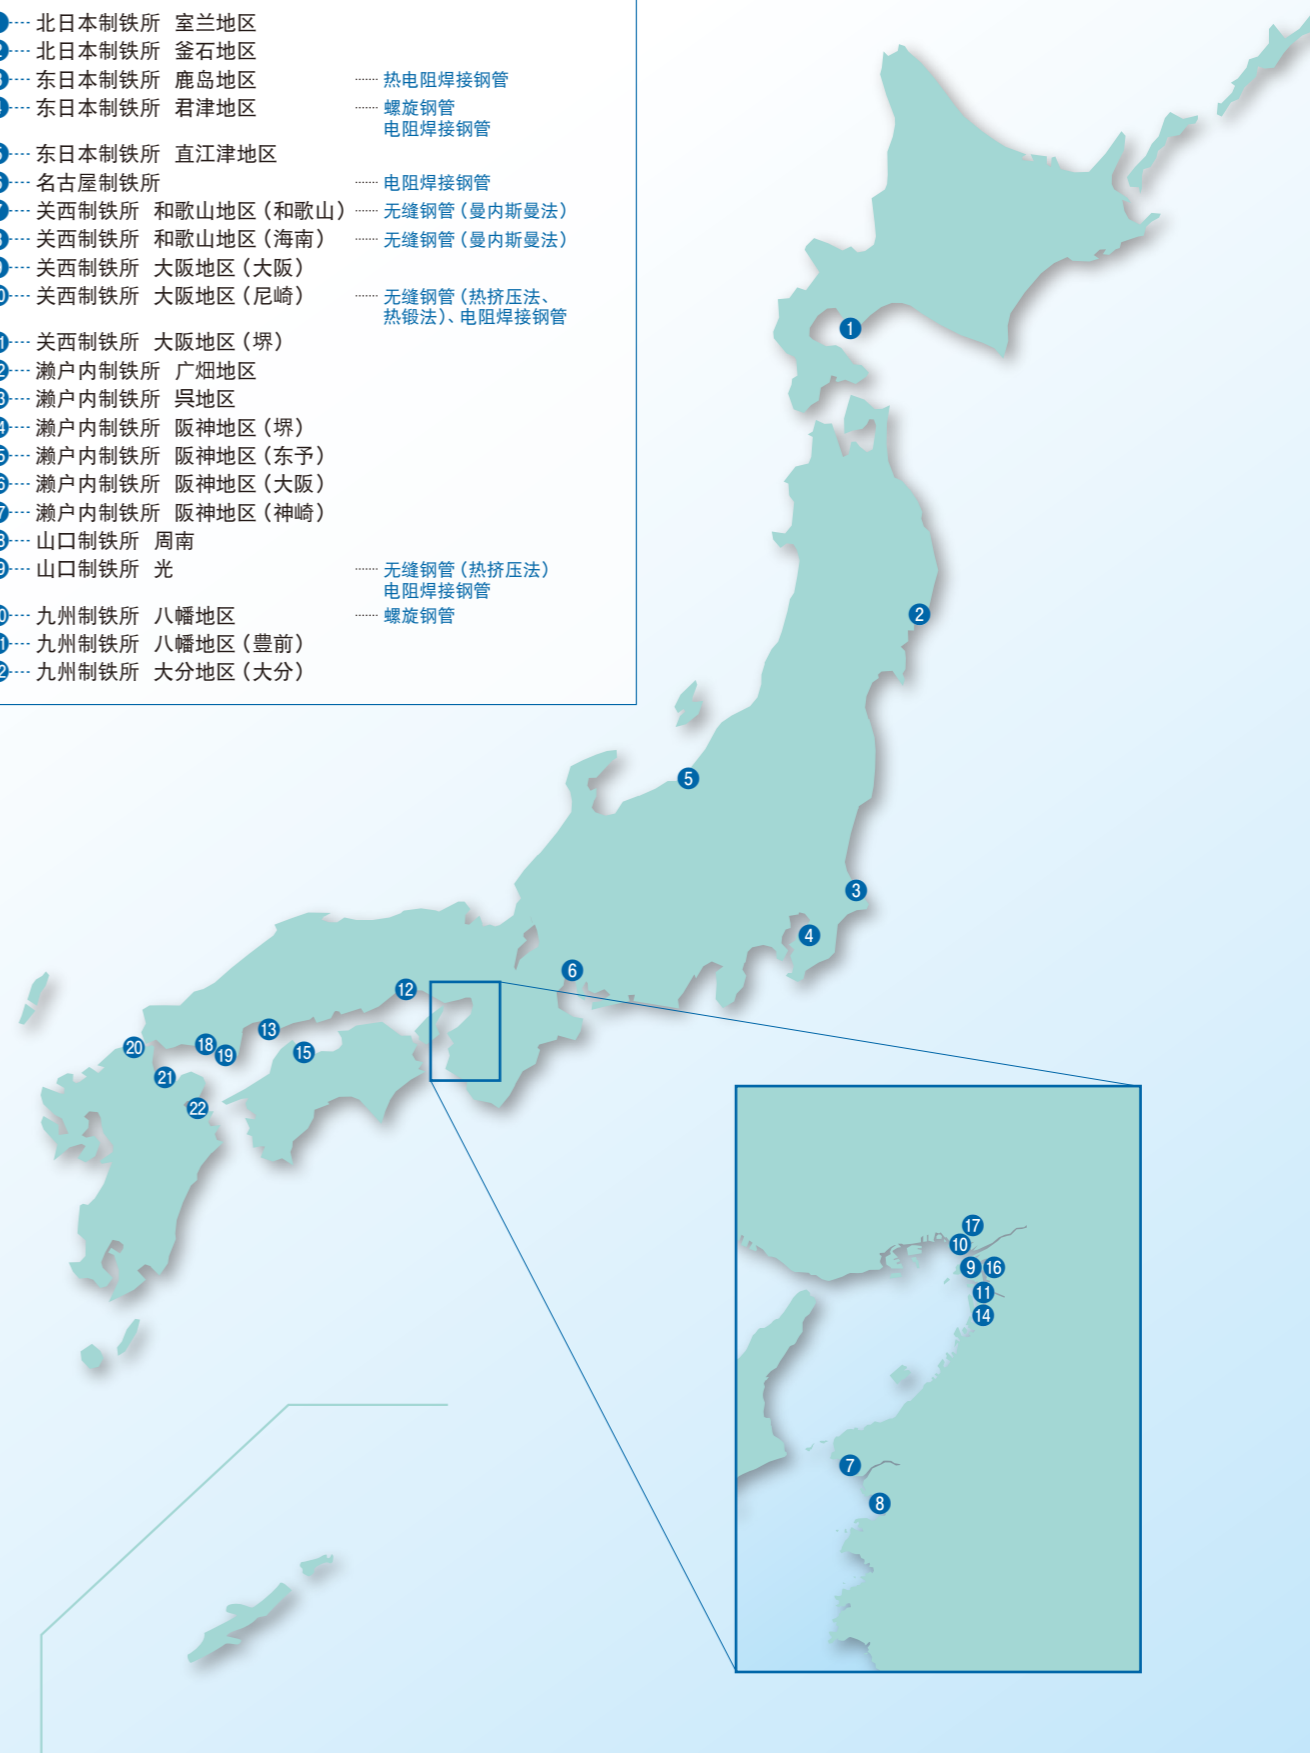 北日本制铁所 室兰地区
北日本制铁所 釜石地区
东日本制铁所 鹿岛地区 热电阻焊接钢管
东日本制铁所 君津地区 螺旋钢管
电阻焊接钢管
东日本制铁所 直江津地区
名古屋制铁所 电阻焊接钢管
关西制铁所 和歌山地区(和歌山) 无缝钢管(曼内斯曼法)
关西制铁所 和歌山地区(海南) 无缝钢管(曼内斯曼法)
关西制铁所 大阪地区(大阪)
关西制铁所 大阪地区(尼崎) 无缝钢管(热挤压法、
热锻法)、电阻焊接钢管
关西制铁所 大阪地区(堺)
濑户内制铁所 广畑地区
濑户内制铁所 呉地区
濑户内制铁所 阪神地区(堺)
濑户内制铁所 阪神地区(东予)
濑户内制铁所 阪神地区(大阪)
濑户内制铁所 阪神地区(神崎)
山口制铁所 周南
山口制铁所 光 无缝钢管(热挤压法)
电阻焊接钢管
九州制铁所 八幡地区 螺旋钢管
九州制铁所 八幡地区(豊前)
九州制铁所 大分地区(大分)
1
2
5
3
4
6
12
13
18
19
15
20
21
22
17
10
9
16
11
14
7
8